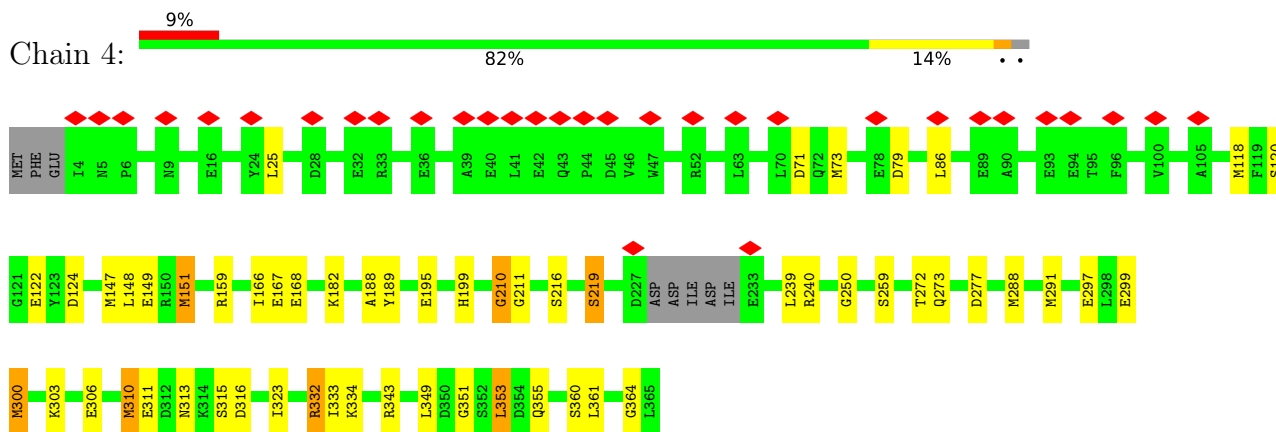 9%
Chain 4:
82% 14% • •
MET PHE GLU I4 N5 P6 N9 E16 Y24 L25 D28 E32 R33 E36 A39 E40 L41 E42 Q43 P44 D45 V46 W47 R52 L63 L70 D71 Q72 M73 E78 D79 L86 E89 A90 E93 E94 T95 F96 V100 A105 M118 F119 S120
G121 E122 Y123 D124 M147 L148 E149 R150 M151 R159 I166 E167 E168 K182 A188 Y189 E195 H199 G210 G211 S216 S219 D227 ASP ASP ILE ASP ILE E233 L239 R240 G250 S259 T272 Q273 D277 M288 M291 E297 L298 E299
M300 K303 E306 M310 E311 D312 N313 K314 S315 D316 I323 R332 I333 K334 R343 L349 D350 G351 S352 L353 D354 Q355 S360 L361 G364 L365